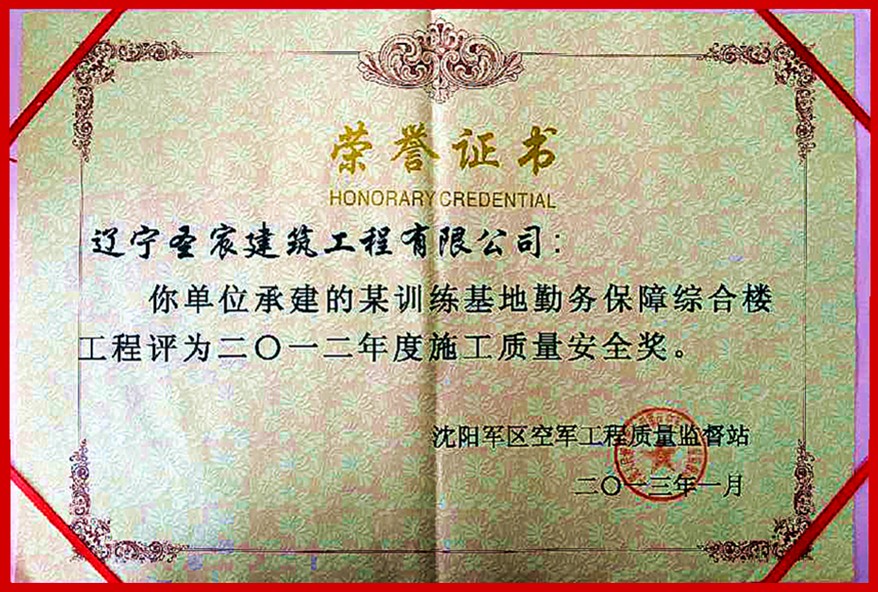 荣誉证书
HONORARY CREDENTIAL
辽宁圣宸建筑工程有限公司：
你单位承建的某训练基地勤务保障综合楼
工程评为二〇一二年度施工质量安全奖。
沈阳军区空军工程质量监督站
二〇一三年一月